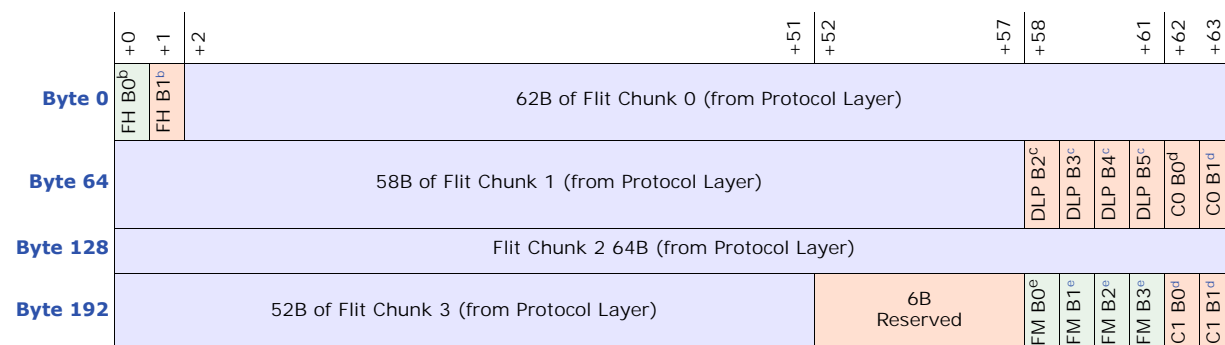 +0 +1 +2 +51 +52 +57 +58 +61 +62 +63
Byte 0 FH B0b FH B1b 62B of Flit Chunk 0 (from Protocol Layer)
Byte 64 58B of Flit Chunk 1 (from Protocol Layer) DLP B2c DLP B3c DLP B4c DLP B5c C0 B0d C0 B1d
Byte 128 Flit Chunk 2 64B (from Protocol Layer)
Byte 192 52B of Flit Chunk 3 (from Protocol Layer) 6B
Reserved
FM B0e FM B1e FM B2e FM B3e C1 B0d C1 B1d